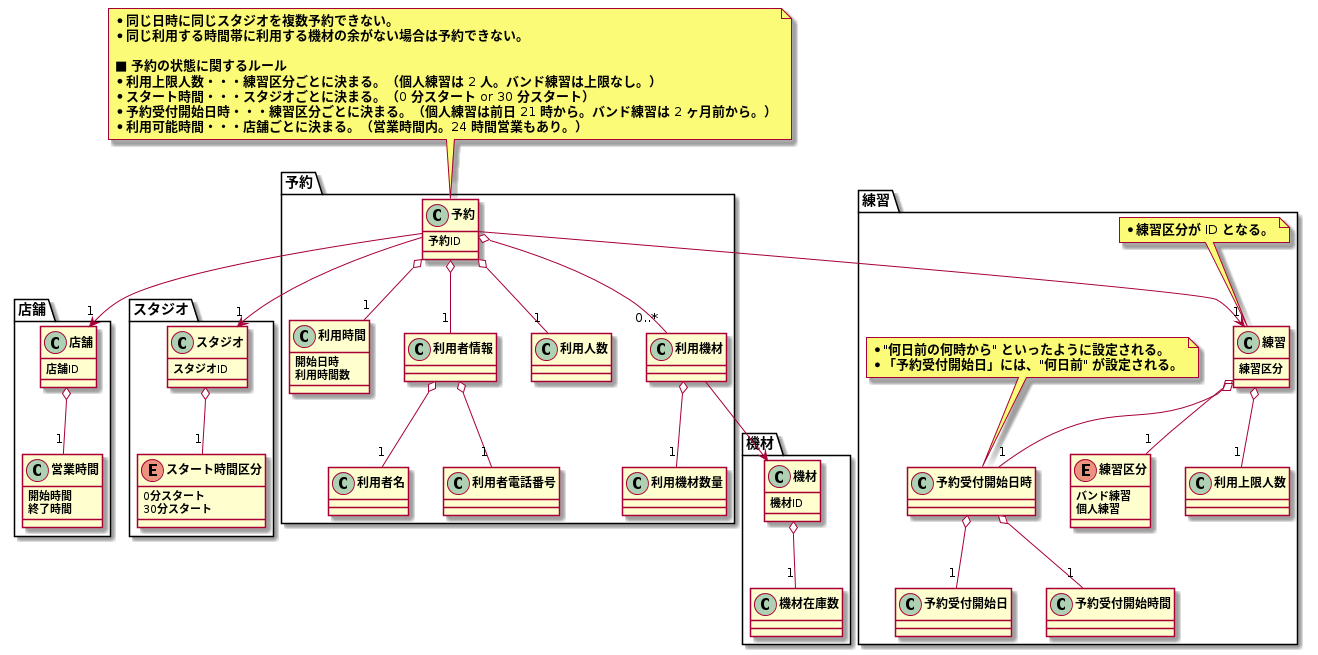 • 同じ日時に同じスタジオを複数予約できない。
• 同じ利用する時間帯に利用する機材の余がない場合は予約できない。
■ 予約の状態に関するルール
• 利用上限人数・・・練習区分ごとに決まる。（個人練習は 2 人。バンド練習は上限なし。）
• スタート時間・・・スタジオごとに決まる。（0 分スタート or 30 分スタート）
• 予約受付開始日時・・・練習区分ごとに決まる。（個人練習は前日 21 時から。バンド練習は 2 ヶ月前から。）
• 利用可能時間・・・店舗ごとに決まる。（営業時間内。24 時間営業もあり。）
予約
C 予約
予約ID
練習
• 練習区分が ID となる。
店舗
1
C 店舗
店舗ID
スタジオ
1
C スタジオ
スタジオID
1
C 利用時間
開始日時
利用時間数
1
C 利用者情報
1
C 利用人数
0..*
C 利用機材
1
C 練習
練習区分
• "何日前の何時から" といったように設定される。
• 「予約受付開始日」には、"何日前" が設定される。
1
C 営業時間
開始時間
終了時間
1
E スタート時間区分
0分スタート
30分スタート
1
C 利用者名
1
C 利用者電話番号
1
C 利用機材数量
機材
1
C 機材
機材ID
1
C 予約受付開始日時
1
E 練習区分
バンド練習
個人練習
1
C 利用上限人数
1
C 機材在庫数
1
C 予約受付開始日
1
C 予約受付開始時間